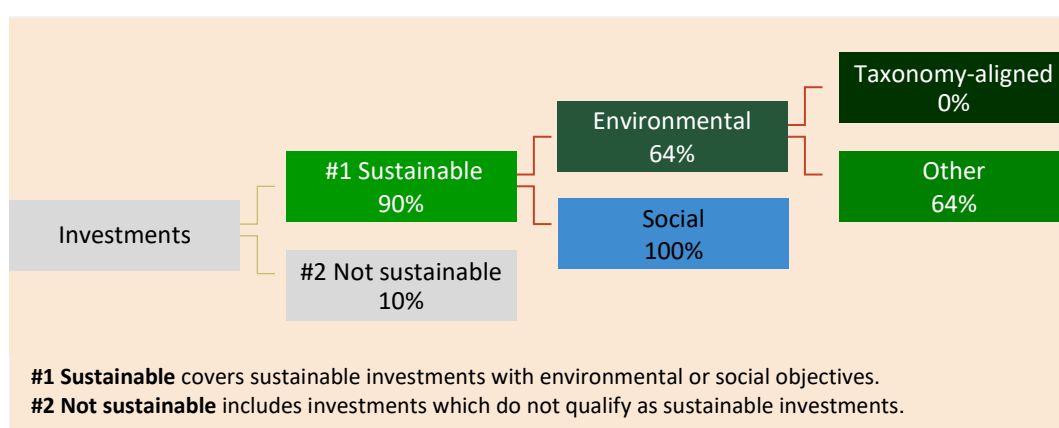 Taxonomy-aligned
0%
Environmental
64%
#1 Sustainable
90%
Other
64%
Social
100%
Investments
#2 Not sustainable
10%
#1 Sustainable covers sustainable investments with environmental or social objectives.
#2 Not sustainable includes investments which do not qualify as sustainable investments.